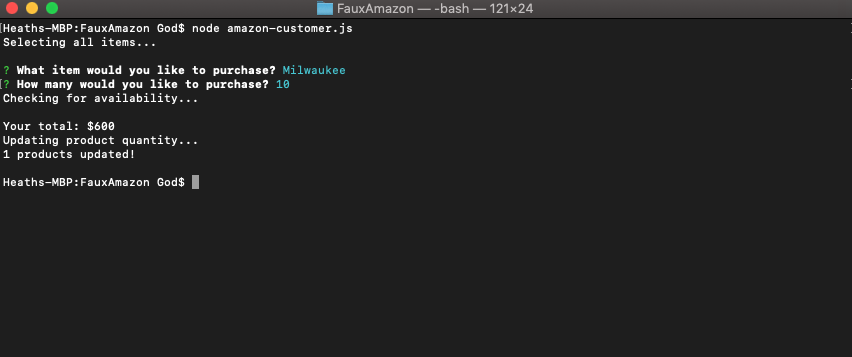 FauxAmazon — -bash — 121×24
[Heaths-MBP:FauxAmazon God$ node amazon-customer.js ]
Selecting all items...
? What item would you like to purchase? Milwaukee
[? How many would you like to purchase? 10 ]
Checking for availability...
Your total: $600
Updating product quantity...
1 products updated!
Heaths-MBP:FauxAmazon God$